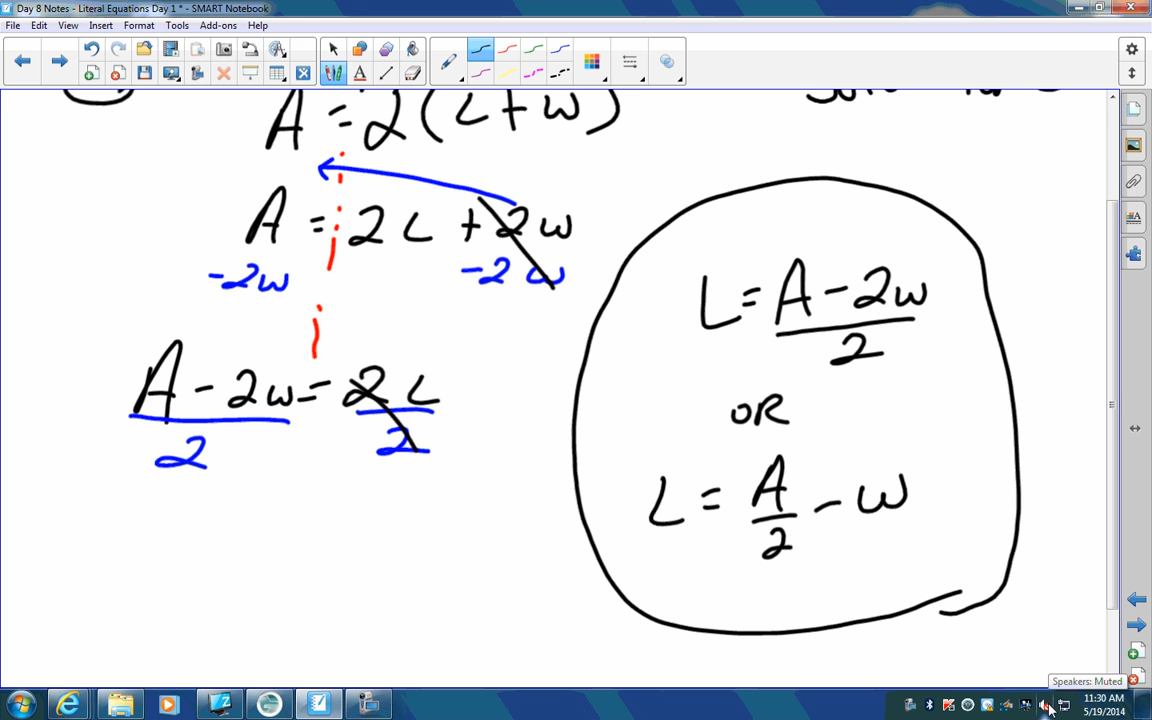 Day 8 Notes - Literal Equations Day 1 * - SMART Notebook
File Edit View Insert Format Tools Add-ons Help
A = 2(L + w)
A = 2L + 2w
-2w -2w
A - 2w = 2L
2 2
L = A - 2w
2
OR
L = A - w
2
Speakers: Muted
11:30 AM
5/19/2014